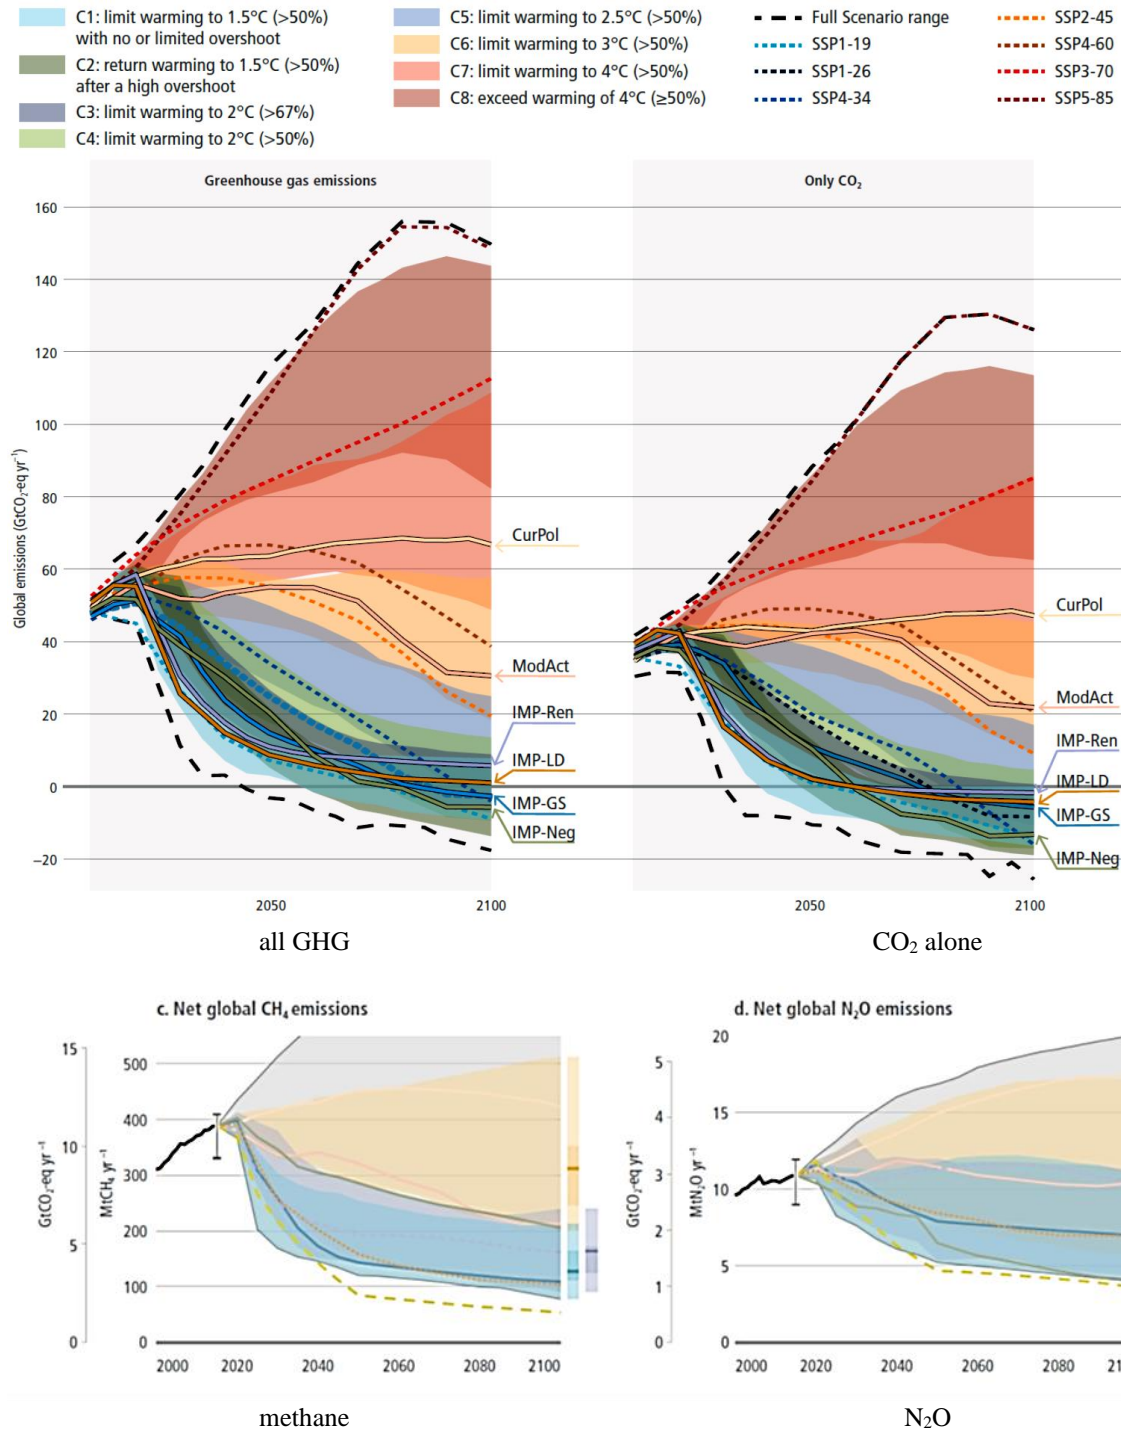 C1: limit warming to 1.5°C (>50%)
with no or limited overshoot
C2: return warming to 1.5°C (>50%)
after a high overshoot
C3: limit warming to 2°C (>67%)
C4: limit warming to 2°C (>50%)
C5: limit warming to 2.5°C (>50%)
C6: limit warming to 3°C (>50%)
C7: limit warming to 4°C (>50%)
C8: exceed warming of 4°C (≥50%)
Full Scenario range
SSP1-19
SSP1-26
SSP4-34
SSP2-45
SSP4-60
SSP3-70
SSP5-85
Greenhouse gas emissions
Global emissions (GtCO₂-eq yr⁻¹)
160
140
120
100
80
60
40
20
0
−20
CurPol
ModAct
IMP-Ren
IMP-LD
IMP-GS
IMP-Neg
2050
2100
all GHG
Only CO₂
CurPol
ModAct
IMP-Ren
IMP-LD
IMP-GS
IMP-Neg
2050
2100
CO₂ alone
c. Net global CH₄ emissions
GtCO₂-eq yr⁻¹
15
10
5
0
MtCH₄ yr⁻¹
500
400
300
200
100
0
2000
2020
2040
2060
2080
2100
methane
d. Net global N₂O emissions
GtCO₂-eq yr⁻¹
5
4
3
2
1
0
MtN₂O yr⁻¹
20
15
10
5
0
2000
2020
2040
2060
2080
21
N₂O